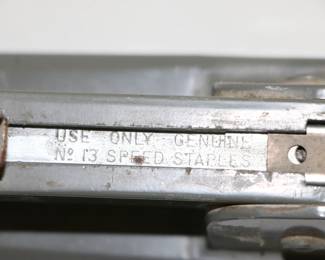 USE ONLY GENUINE
Nº 13 SPEED STAPLES